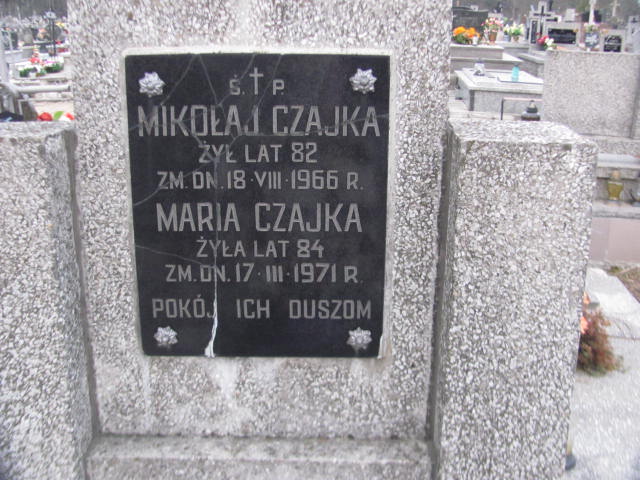 Ś. † P.
MIKOŁAJ CZAJKA
ŻYŁ LAT 82
ZM. DN. 18·VIII·1966 R.
MARIA CZAJKA
ŻYŁA LAT 84
ZM. DN. 17·III·1971 R.
POKÓJ ICH DUSZOM